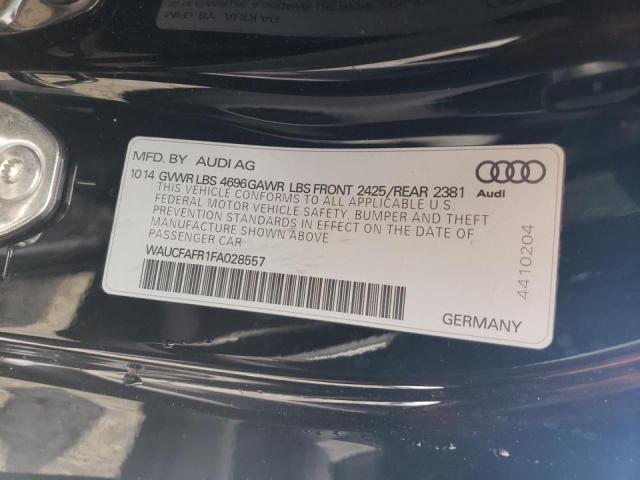 MFD. BY AUDI AG
1014 GVWR LBS 4696 GAWR LBS FRONT 2425/REAR 2381
THIS VEHICLE CONFORMS TO ALL APPLICABLE U.S
FEDERAL MOTOR VEHICLE SAFETY, BUMPER AND THEFT
PREVENTION STANDARDS IN EFFECT ON THE DATE OF
MANUFACTURE SHOWN ABOVE
PASSENGER CAR
WAUCFAFR1FA028557
Audi
4410204
GERMANY